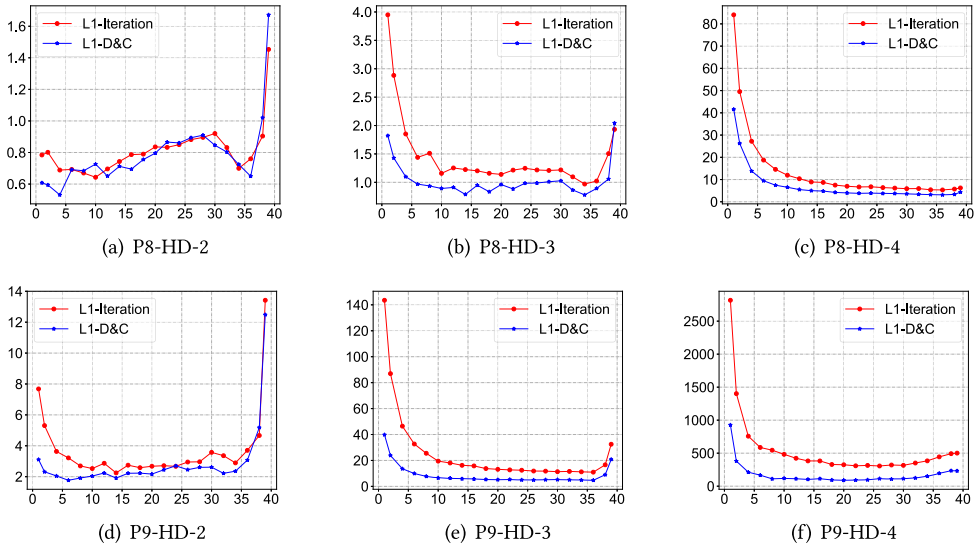 1.6
1.4
1.2
1.0
0.8
0.6
0 5 10 15 20 25 30 35 40
L1-Iteration
L1-D&C
(a) P8-HD-2
4.0
3.5
3.0
2.5
2.0
1.5
1.0
0 5 10 15 20 25 30 35 40
L1-Iteration
L1-D&C
(b) P8-HD-3
80
70
60
50
40
30
20
10
0
0 5 10 15 20 25 30 35 40
L1-Iteration
L1-D&C
(c) P8-HD-4
14
12
10
8
6
4
2
0 5 10 15 20 25 30 35 40
L1-Iteration
L1-D&C
(d) P9-HD-2
140
120
100
80
60
40
20
0
0 5 10 15 20 25 30 35 40
L1-Iteration
L1-D&C
(e) P9-HD-3
2500
2000
1500
1000
500
0
0 5 10 15 20 25 30 35 40
L1-Iteration
L1-D&C
(f) P9-HD-4